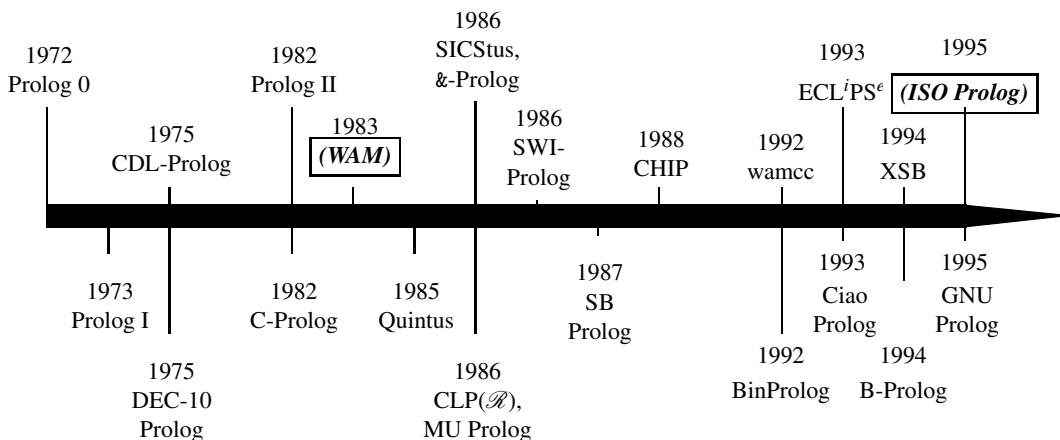 1972
Prolog 0
1975
CDL-Prolog
1982
Prolog II
1983
(WAM)
1986
SICStus,
&-Prolog
1986
SWI-
Prolog
1988
CHIP
1992
wamcc
1993
ECLⁱPSᵉ
1994
XSB
1995
(ISO Prolog)
1973
Prolog I
1975
DEC-10
Prolog
1982
C-Prolog
1985
Quintus
1986
CLP(ℛ),
MU Prolog
1987
SB
Prolog
1992
BinProlog
1993
Ciao
Prolog
1994
B-Prolog
1995
GNU
Prolog